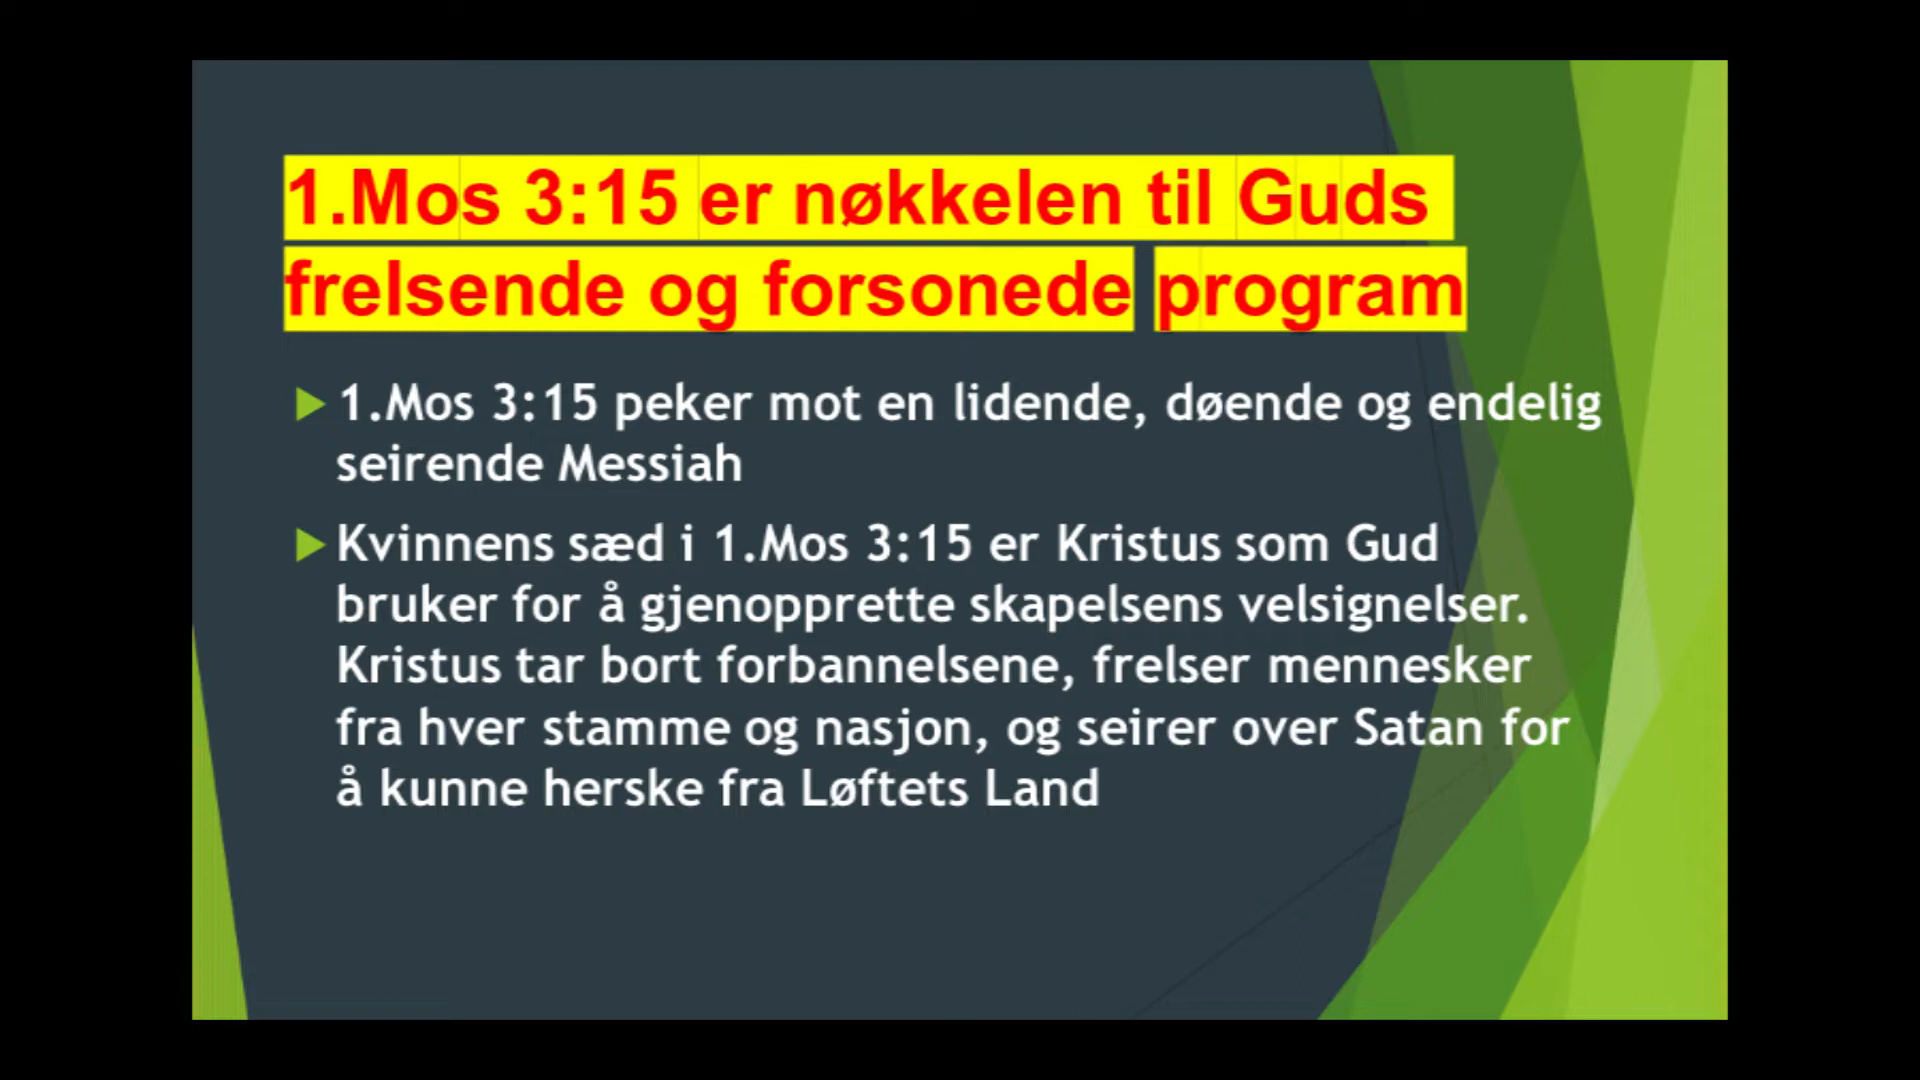 1.Mos 3:15 er nøkkelen til Guds
frelsende og forsonede program
1.Mos 3:15 peker mot en lidende, døende og endelig
seirende Messiah
Kvinnens sæd i 1.Mos 3:15 er Kristus som Gud
bruker for å gjenopprette skapelsens velsignelser.
Kristus tar bort forbannelsene, frelser mennesker
fra hver stamme og nasjon, og seirer over Satan for
å kunne herske fra Løftets Land